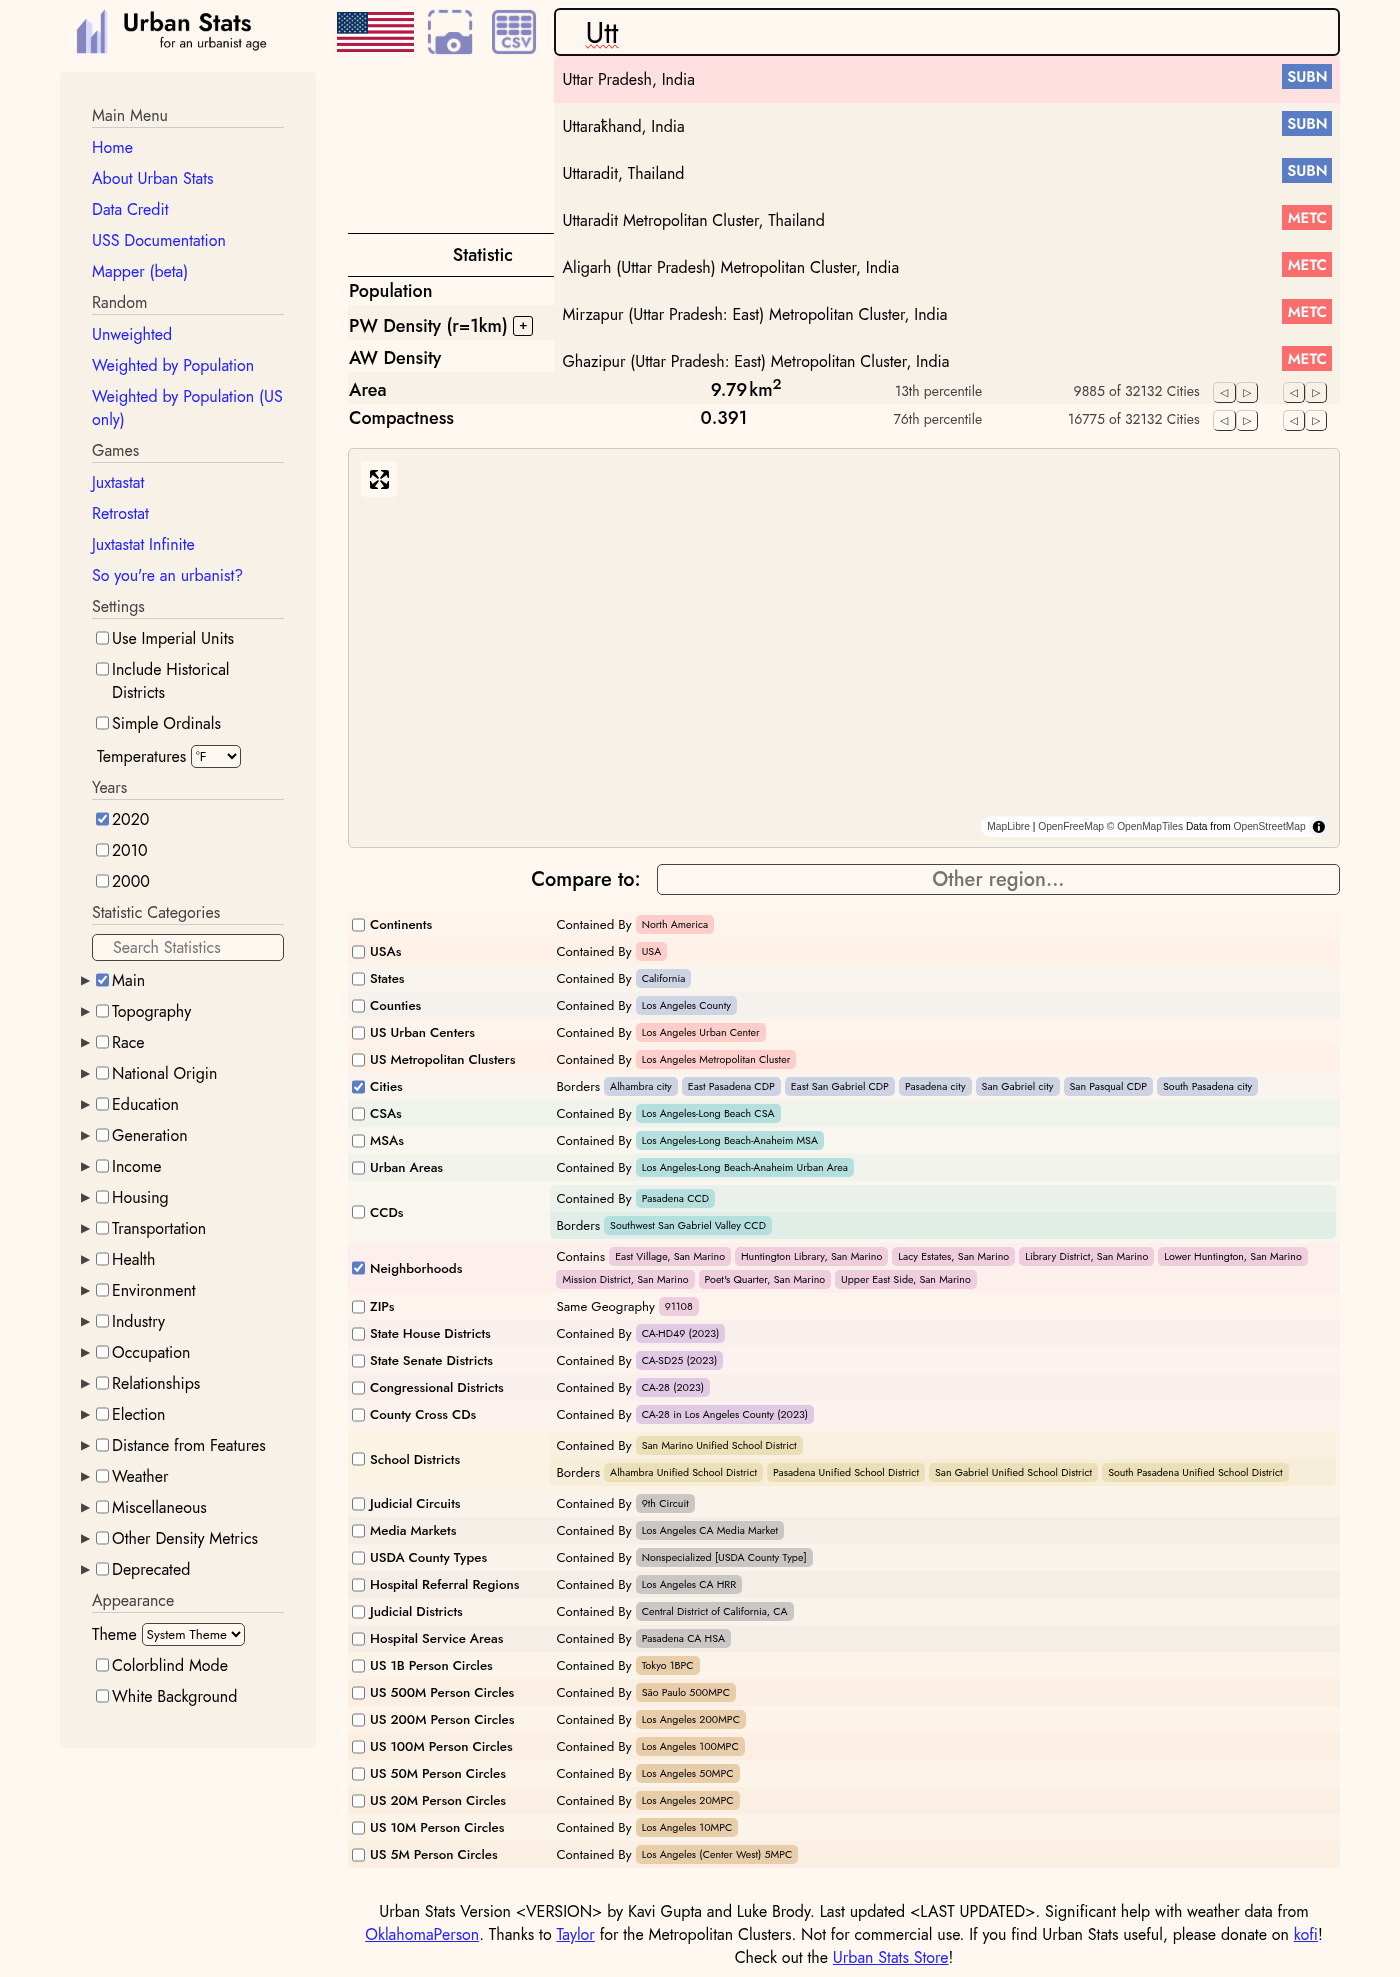 Urban Stats
for an urbanist age
CSV
Utt
Uttar Pradesh, India SUBN
Uttarākhand, India SUBN
Uttaradit, Thailand SUBN
Uttaradit Metropolitan Cluster, Thailand METC
Aligarh (Uttar Pradesh) Metropolitan Cluster, India METC
Mirzapur (Uttar Pradesh: East) Metropolitan Cluster, India METC
Ghazipur (Uttar Pradesh: East) Metropolitan Cluster, India METC
Main Menu
Home
About Urban Stats
Data Credit
USS Documentation
Mapper (beta)
Random
Unweighted
Weighted by Population
Weighted by Population (US
only)
Games
Juxtastat
Retrostat
Juxtastat Infinite
So you're an urbanist?
Settings
Use Imperial Units
Include Historical
Districts
Simple Ordinals
Temperatures °F
Years
2020
2010
2000
Statistic Categories
Search Statistics
Main
Topography
Race
National Origin
Education
Generation
Income
Housing
Transportation
Health
Environment
Industry
Occupation
Relationships
Election
Distance from Features
Weather
Miscellaneous
Other Density Metrics
Deprecated
Appearance
Theme System Theme
Colorblind Mode
White Background
Statistic
Population
PW Density (r=1km) +
AW Density
Area 9.79 km² 13th percentile 9885 of 32132 Cities
Compactness 0.391 76th percentile 16775 of 32132 Cities
MapLibre | OpenFreeMap © OpenMapTiles Data from OpenStreetMap
Compare to: Other region...
Continents Contained By North America
USAs Contained By USA
States Contained By California
Counties Contained By Los Angeles County
US Urban Centers Contained By Los Angeles Urban Center
US Metropolitan Clusters Contained By Los Angeles Metropolitan Cluster
Cities Borders Alhambra city East Pasadena CDP East San Gabriel CDP Pasadena city San Gabriel city San Pasqual CDP South Pasadena city
CSAs Contained By Los Angeles-Long Beach CSA
MSAs Contained By Los Angeles-Long Beach-Anaheim MSA
Urban Areas Contained By Los Angeles-Long Beach-Anaheim Urban Area
CCDs Contained By Pasadena CCD
Borders Southwest San Gabriel Valley CCD
Neighborhoods Contains East Village, San Marino Huntington Library, San Marino Lacy Estates, San Marino Library District, San Marino Lower Huntington, San Marino
Mission District, San Marino Poet's Quarter, San Marino Upper East Side, San Marino
ZIPs Same Geography 91108
State House Districts Contained By CA-HD49 (2023)
State Senate Districts Contained By CA-SD25 (2023)
Congressional Districts Contained By CA-28 (2023)
County Cross CDs Contained By CA-28 in Los Angeles County (2023)
School Districts Contained By San Marino Unified School District
Borders Alhambra Unified School District Pasadena Unified School District San Gabriel Unified School District South Pasadena Unified School District
Judicial Circuits Contained By 9th Circuit
Media Markets Contained By Los Angeles CA Media Market
USDA County Types Contained By Nonspecialized [USDA County Type]
Hospital Referral Regions Contained By Los Angeles CA HRR
Judicial Districts Contained By Central District of California, CA
Hospital Service Areas Contained By Pasadena CA HSA
US 1B Person Circles Contained By Tokyo 1BPC
US 500M Person Circles Contained By São Paulo 500MPC
US 200M Person Circles Contained By Los Angeles 200MPC
US 100M Person Circles Contained By Los Angeles 100MPC
US 50M Person Circles Contained By Los Angeles 50MPC
US 20M Person Circles Contained By Los Angeles 20MPC
US 10M Person Circles Contained By Los Angeles 10MPC
US 5M Person Circles Contained By Los Angeles (Center West) 5MPC
Urban Stats Version <VERSION> by Kavi Gupta and Luke Brody. Last updated <LAST UPDATED>. Significant help with weather data from
OklahomaPerson. Thanks to Taylor for the Metropolitan Clusters. Not for commercial use. If you find Urban Stats useful, please donate on kofi!
Check out the Urban Stats Store!